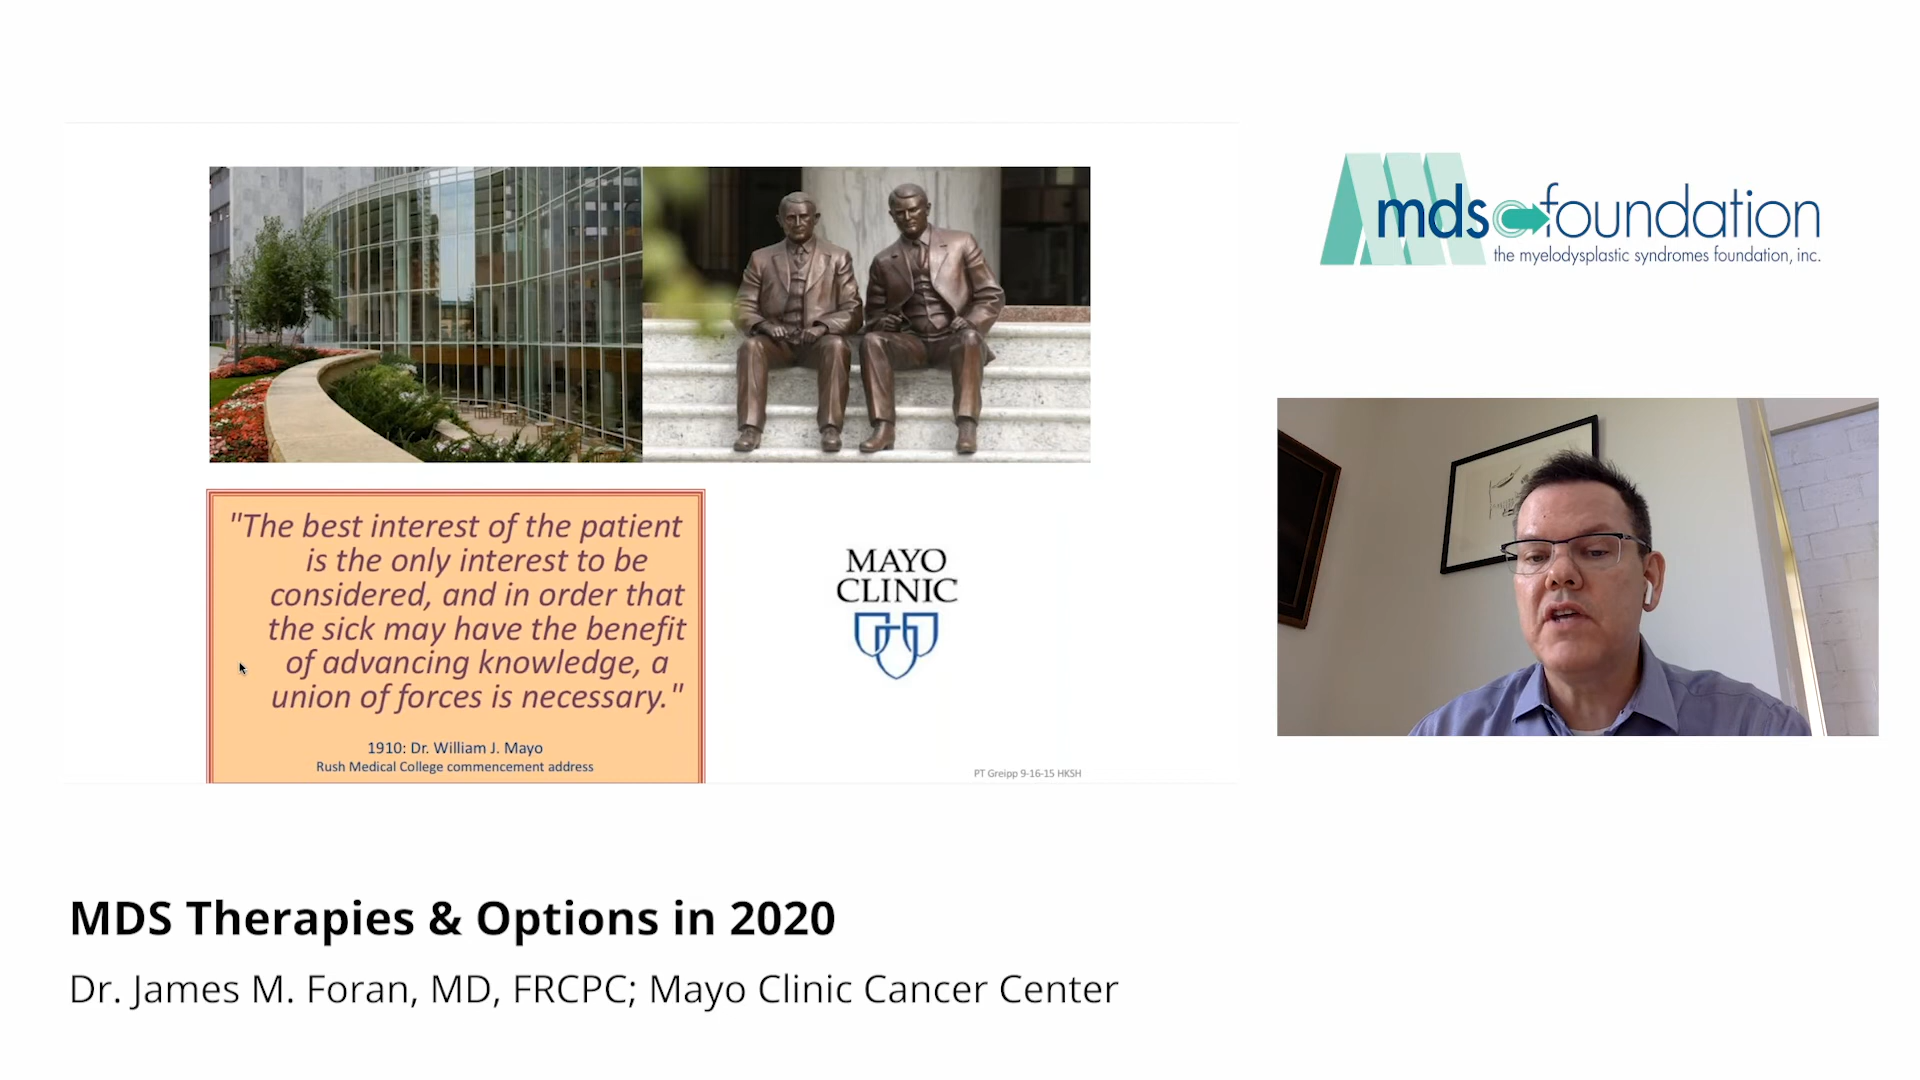 mds foundation
the myelodysplastic syndromes foundation, inc.
"The best interest of the patient
is the only interest to be
considered, and in order that
the sick may have the benefit
of advancing knowledge, a
union of forces is necessary."
1910: Dr. William J. Mayo
Rush Medical College commencement address
MAYO
CLINIC
PT Greipp 9-16-15 HKSH
MDS Therapies & Options in 2020
Dr. James M. Foran, MD, FRCPC; Mayo Clinic Cancer Center